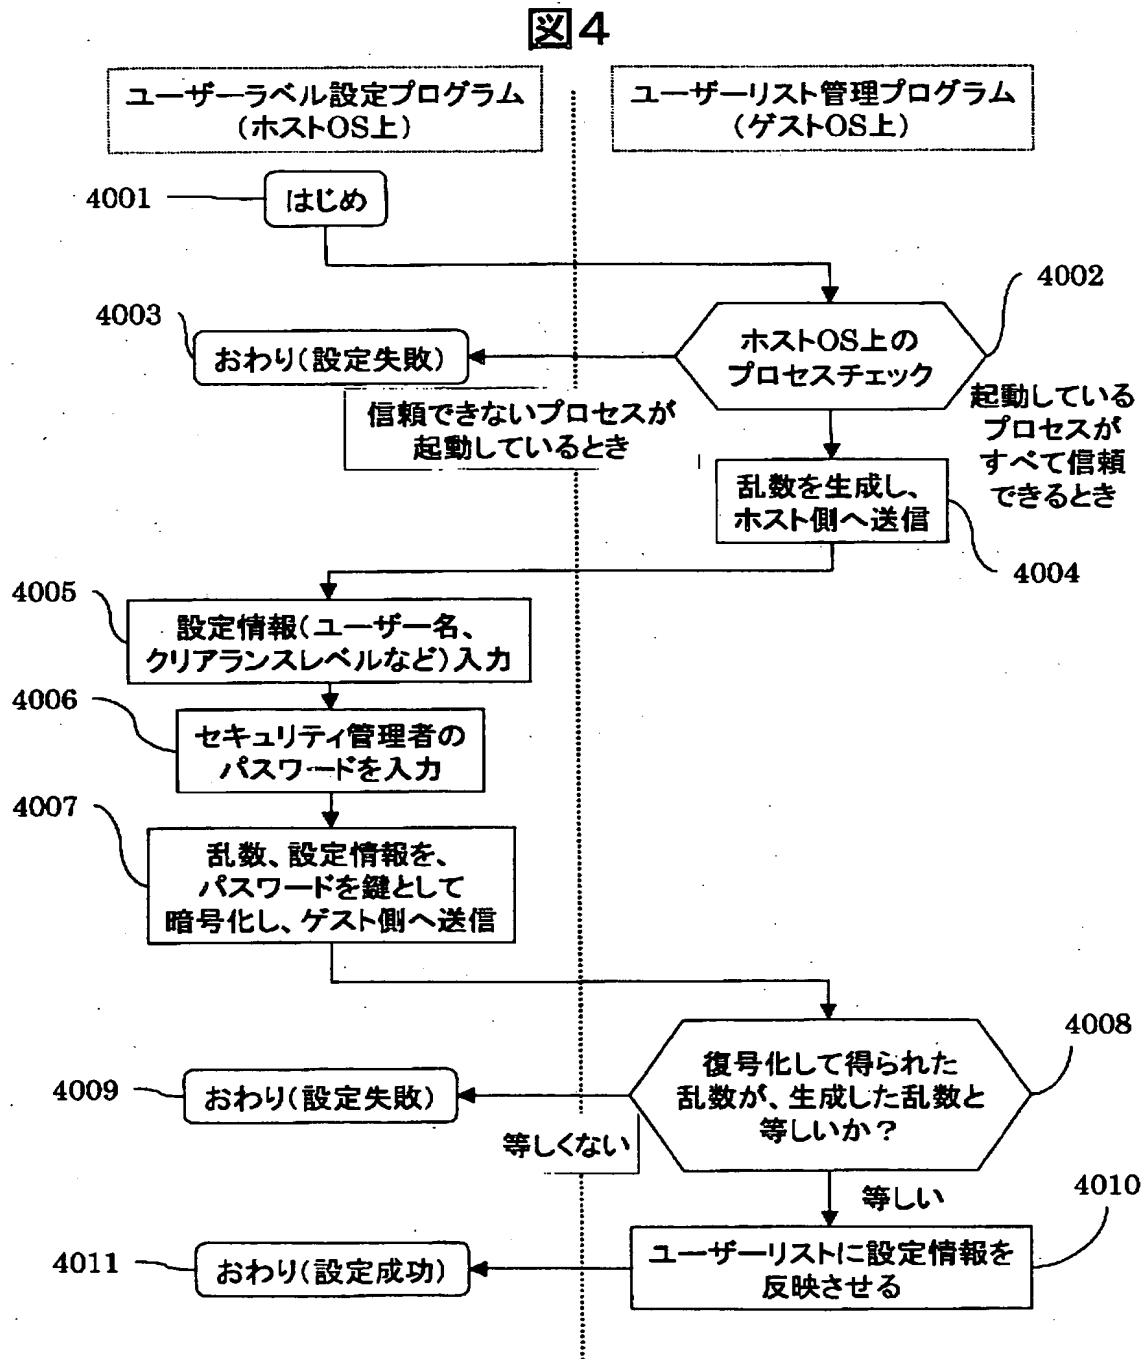 図4
ユーザーラベル設定プログラム
(ホストOS上)
ユーザーリスト管理プログラム
(ゲストOS上)
4001
はじめ
4002
4003
おわり(設定失敗)
ホストOS上の
プロセスチェック
信頼できないプロセスが
起動しているとき
起動している
プロセスが
すべて信頼
できるとき
乱数を生成し、
ホスト側へ送信
4004
4005
設定情報(ユーザー名、
クリアランスレベルなど)入力
4006
セキュリティ管理者の
パスワードを入力
4007
乱数、設定情報を、
パスワードを鍵として
暗号化し、ゲスト側へ送信
4008
復号化して得られた
乱数が、生成した乱数と
等しいか?
4009
おわり(設定失敗)
等しくない
等しい
4010
ユーザーリストに設定情報を
反映させる
4011
おわり(設定成功)